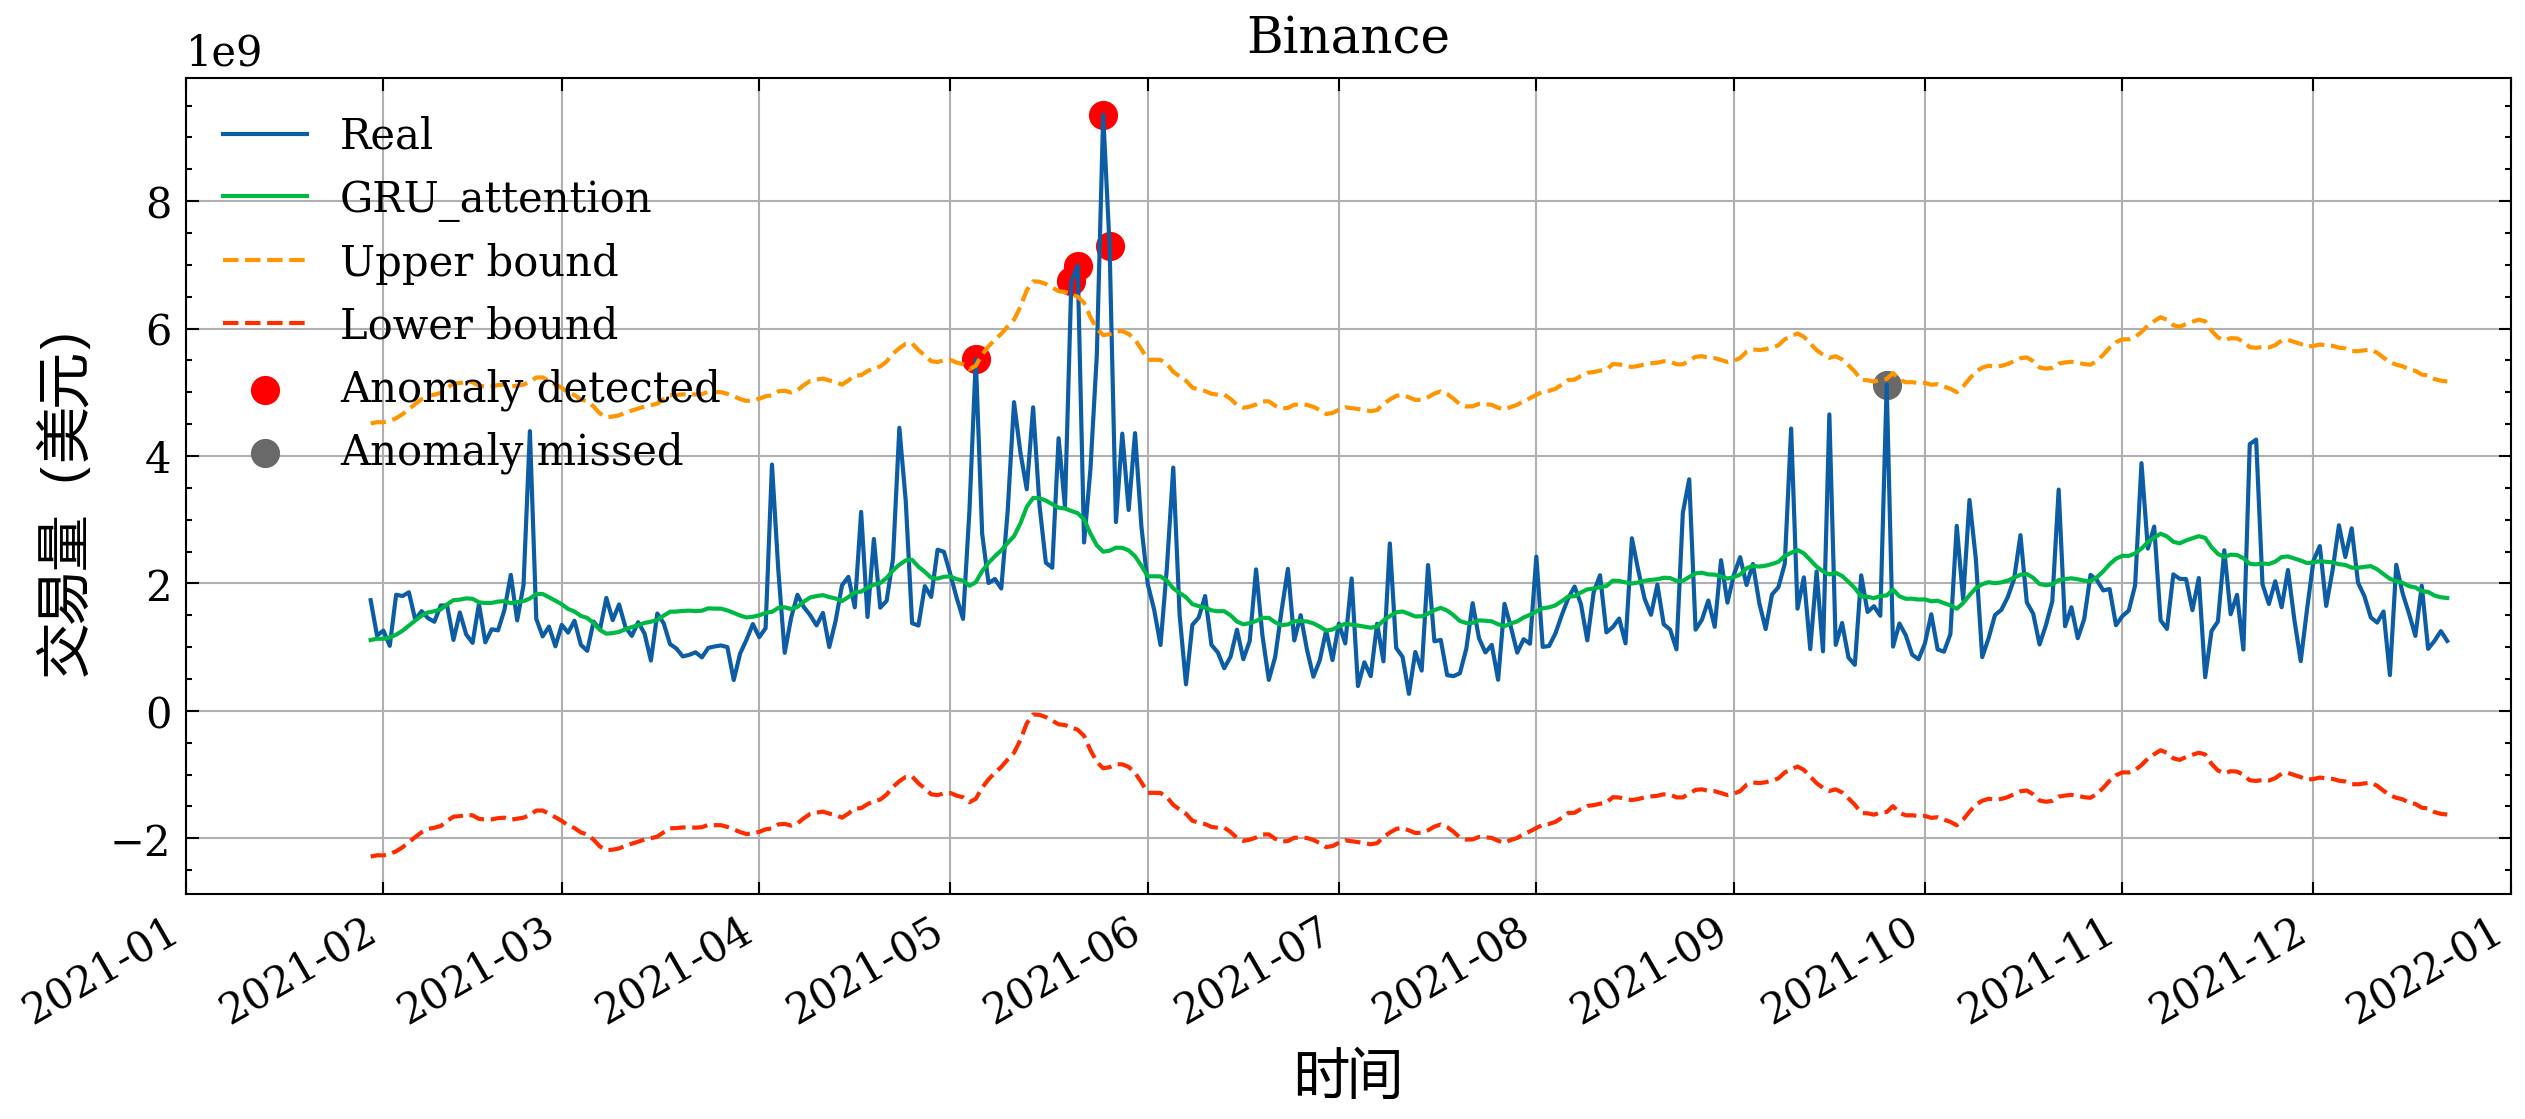 Binance
1e9
Real
GRU_attention
Upper bound
Lower bound
Anomaly detected
Anomaly missed
8
6
4
2
0
−2
交易量 (美元)
2021-01
2021-02
2021-03
2021-04
2021-05
2021-06
2021-07
2021-08
2021-09
2021-10
2021-11
2021-12
2022-01
时间